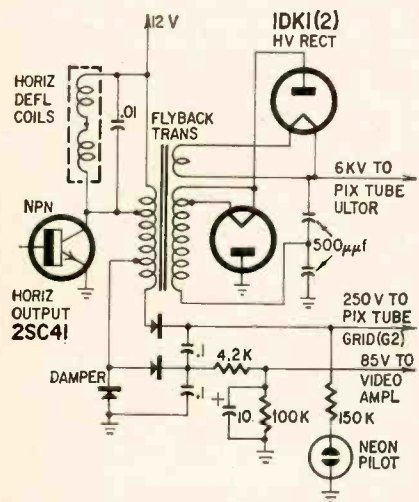 12 V
1DK1(2)
HV RECT
HORIZ
DEFL
COILS
.01
FLYBACK
TRANS
NPN
6KV TO
PIX TUBE
ULTOR
500µµf
HORIZ
OUTPUT
2SC41
250 V TO
PIX TUBE
GRID(G2)
.1
4.2K
85V TO
VIDEO
AMPL
DAMPER
.1
+
10.
100K
150K
NEON
PILOT